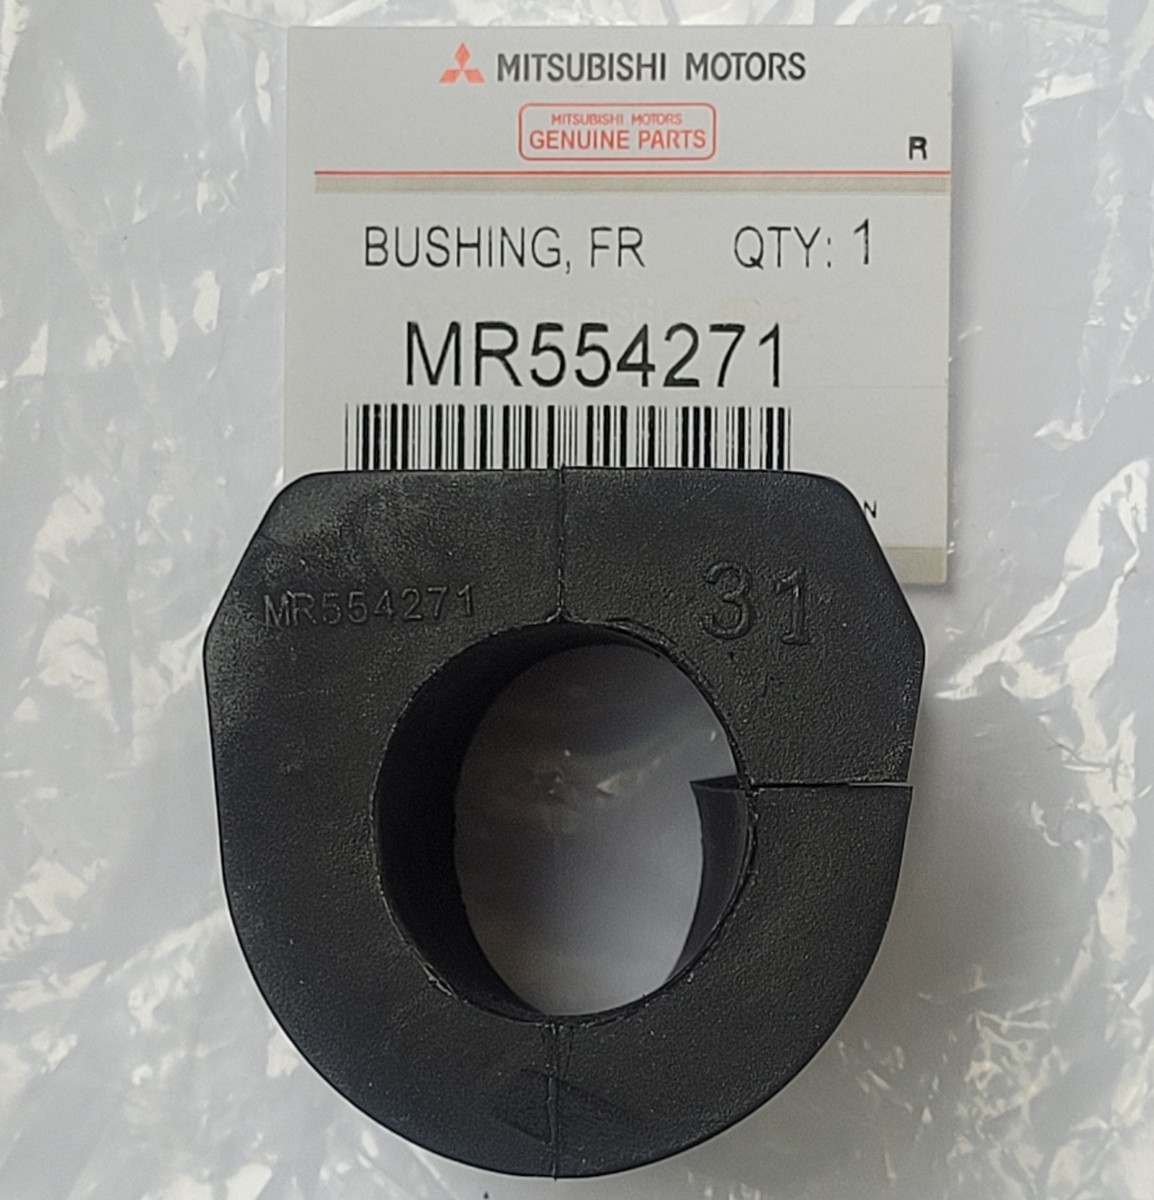 MITSUBISHI MOTORS
MITSUBISHI MOTORS
GENUINE PARTS
R
BUSHING, FR QTY: 1
MR554271
N
MR554271
31